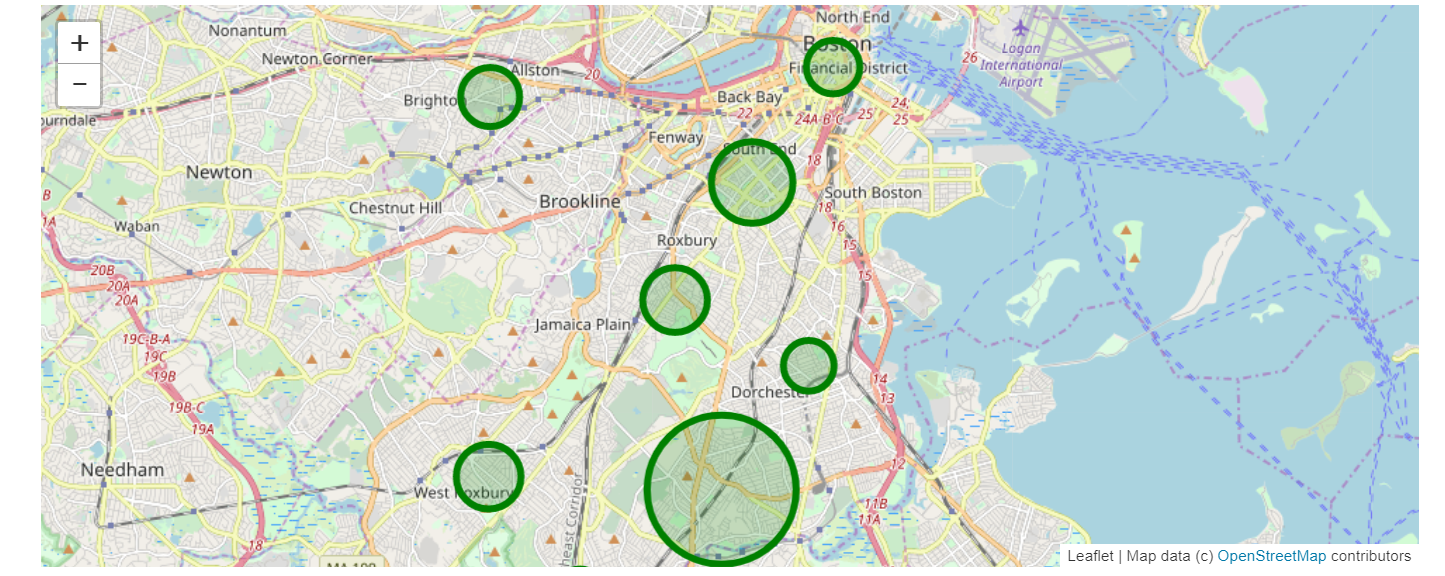 +
−
Nonantum
North End
Boston
Newton Corner
Allston
20
Financial District
26
Logan
International
Airport
Brighton
Back Bay
22
24A-B-C
25
24;
25
Fenway
South End
18
Newton
B
1A
Chestnut Hill
Brookline
South Boston
18
Waban
16
15
Roxbury
20B
20A
20A
15
Jamaica Plain
19C-B-A
19C
19B
14
13
Dorchester
19B-C
19A
Needham
West Roxbury
12
11B
11A
18
east Corridor
MA 109
Leaflet | Map data (c) OpenStreetMap contributors